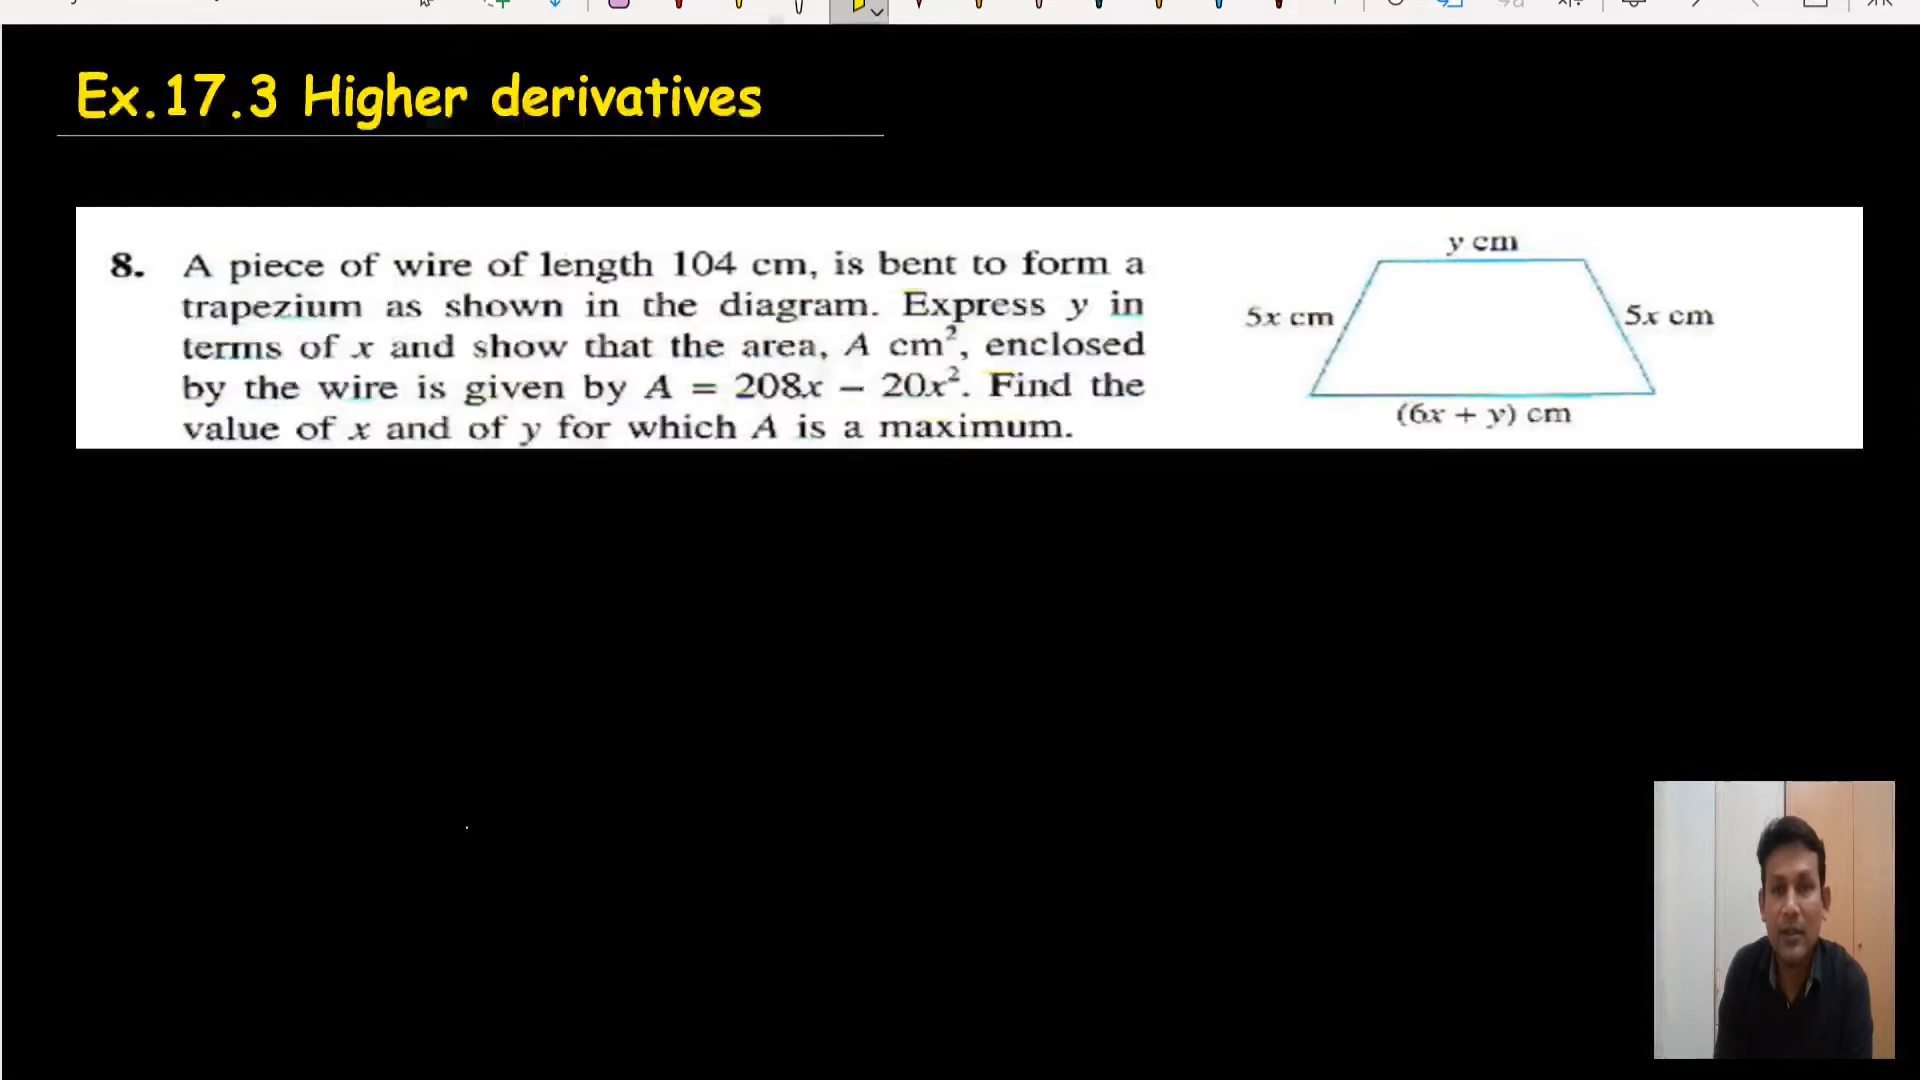 Ex.17.3 Higher derivatives
8. A piece of wire of length 104 cm, is bent to form a
trapezium as shown in the diagram. Express y in
terms of x and show that the area, A cm², enclosed
by the wire is given by A = 208x − 20x². Find the
value of x and of y for which A is a maximum.
y cm
5x cm
5x cm
(6x + y) cm